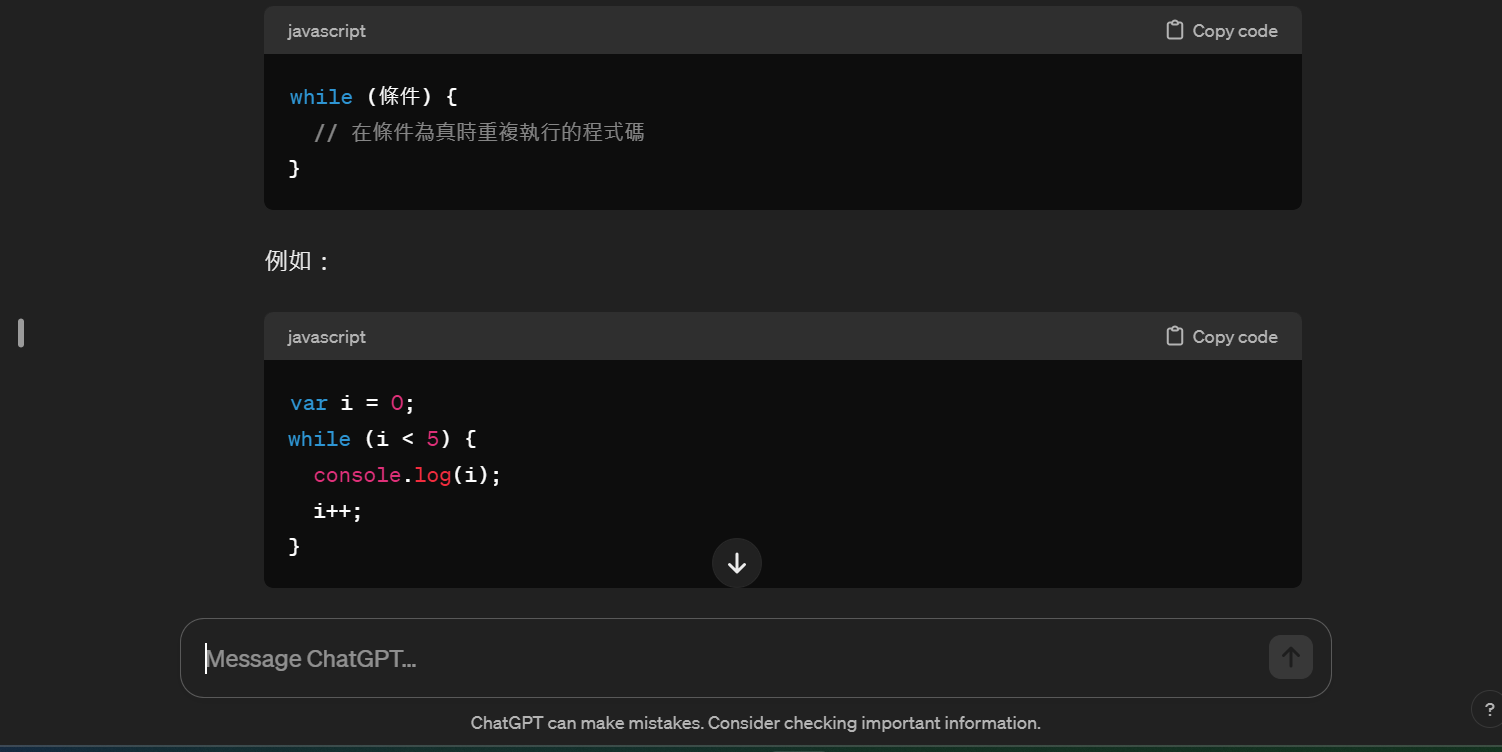 javascript
Copy code
while (條件) {
// 在條件為真時重複執行的程式碼
}
例如：
javascript
Copy code
var i = 0;
while (i < 5) {
console.log(i);
i++;
}
Message ChatGPT…
ChatGPT can make mistakes. Consider checking important information.
?